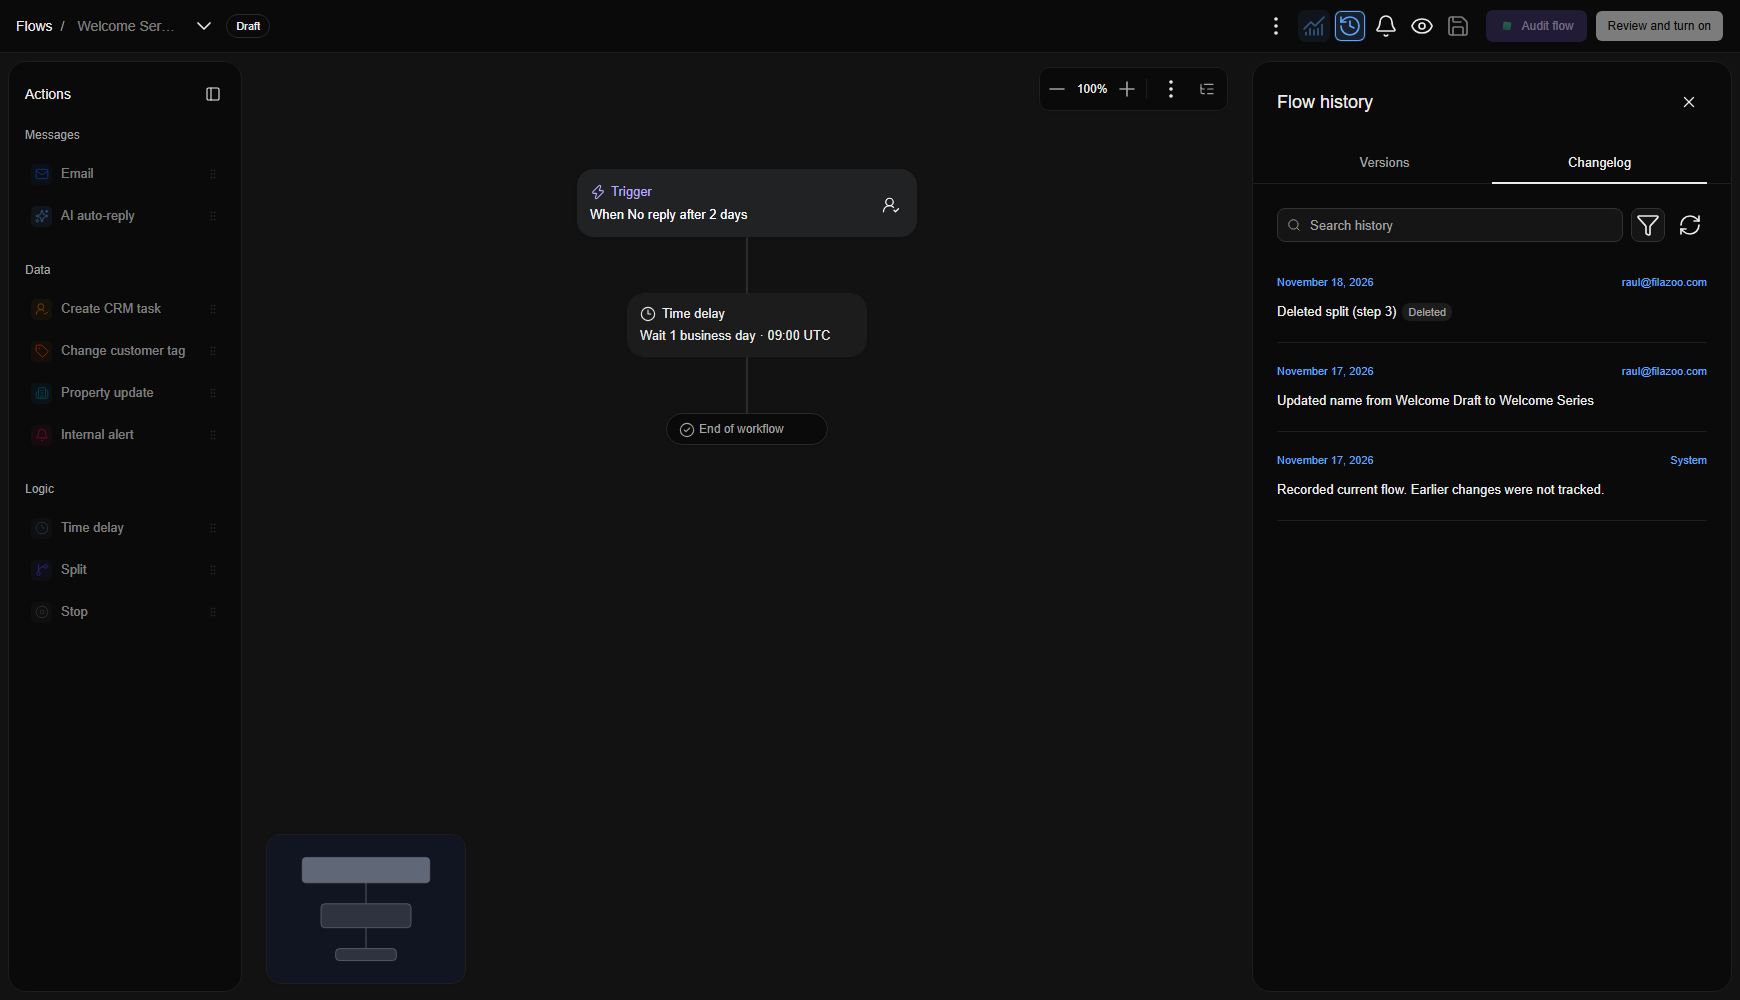 Flows / Welcome Ser...
Draft
Audit flow
Review and turn on
Actions
Messages
Email
AI auto-reply
Data
Create CRM task
Change customer tag
Property update
Internal alert
Logic
Time delay
Split
Stop
100%
Trigger
When No reply after 2 days
Time delay
Wait 1 business day · 09:00 UTC
End of workflow
Flow history
Versions
Changelog
Search history
November 18, 2026
raul@filazoo.com
Deleted split (step 3) Deleted
November 17, 2026
raul@filazoo.com
Updated name from Welcome Draft to Welcome Series
November 17, 2026
System
Recorded current flow. Earlier changes were not tracked.